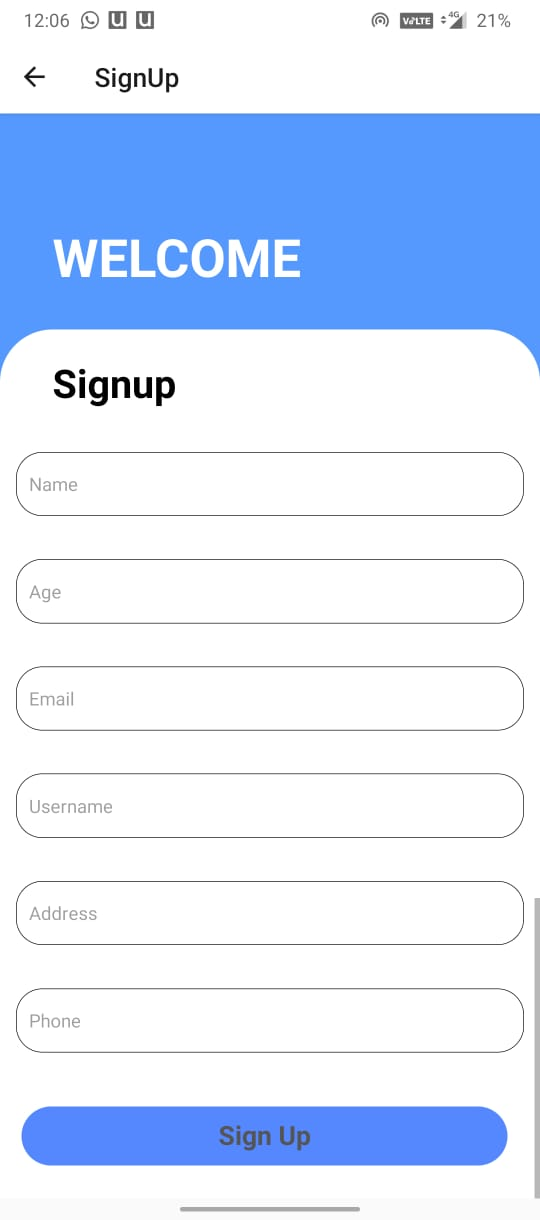 12:06 u u VoLTE 4G 21%
SignUp
WELCOME
Signup
Name
Age
Email
Username
Address
Phone
Sign Up